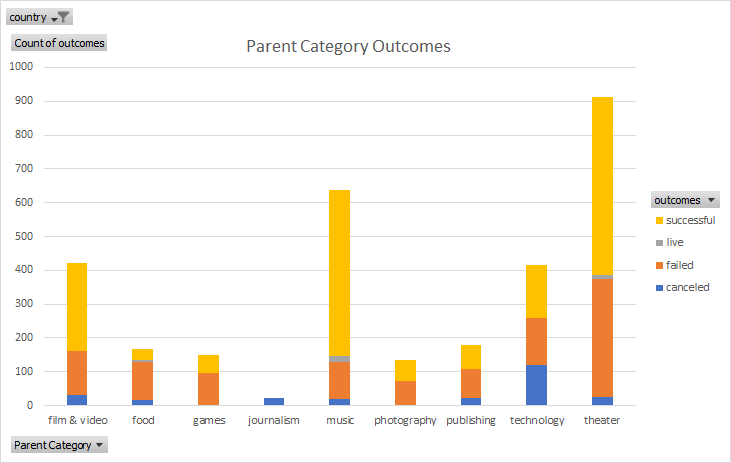 country
Count of outcomes
Parent Category Outcomes
1000
900
800
700
600
500
400
300
200
100
0
film & video food games journalism music photography publishing technology theater
outcomes
successful
live
failed
canceled
Parent Category